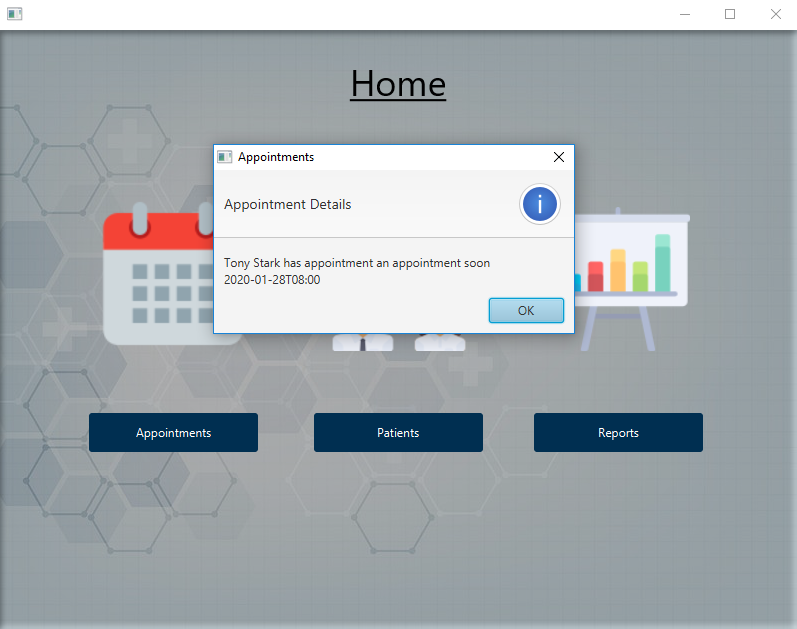 Home
Appointments
Appointment Details
Tony Stark has appointment an appointment soon
2020-01-28T08:00
OK
Appointments
Patients
Reports